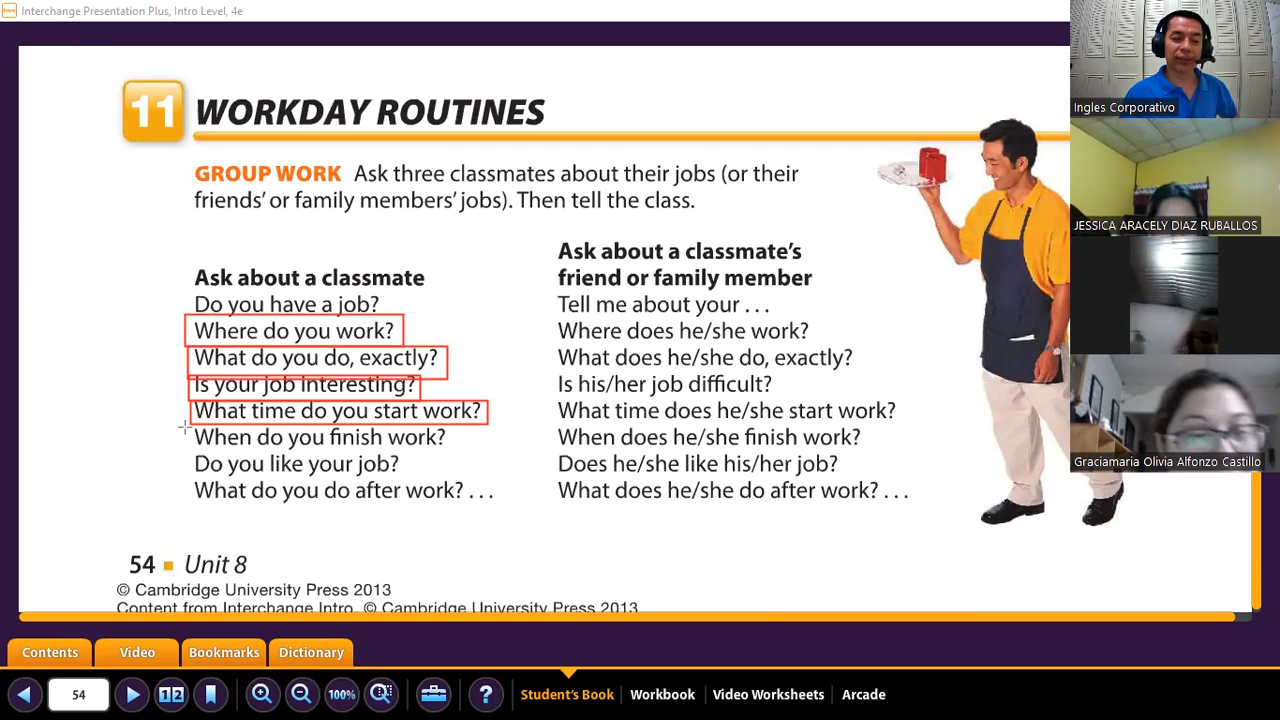 Interchange Presentation Plus, Intro Level, 4e
11 WORKDAY ROUTINES
GROUP WORK Ask three classmates about their jobs (or their
friends' or family members' jobs). Then tell the class.
Ask about a classmate
Do you have a job?
Where do you work?
What do you do, exactly?
Is your job interesting?
What time do you start work?
When do you finish work?
Do you like your job?
What do you do after work? . . .
Ask about a classmate's
friend or family member
Tell me about your . . .
Where does he/she work?
What does he/she do, exactly?
Is his/her job difficult?
What time does he/she start work?
When does he/she finish work?
Does he/she like his/her job?
What does he/she do after work? . . .
54 Unit 8
© Cambridge University Press 2013
Content from Interchange Intro, © Cambridge University Press 2013
Ingles Corporativo
JESSICA ARACELY DIAZ RUBALLOS
Graciamaria Olivia Alfonzo Castillo
Contents Video Bookmarks Dictionary
54 1 2 100% ? Student's Book Workbook Video Worksheets Arcade